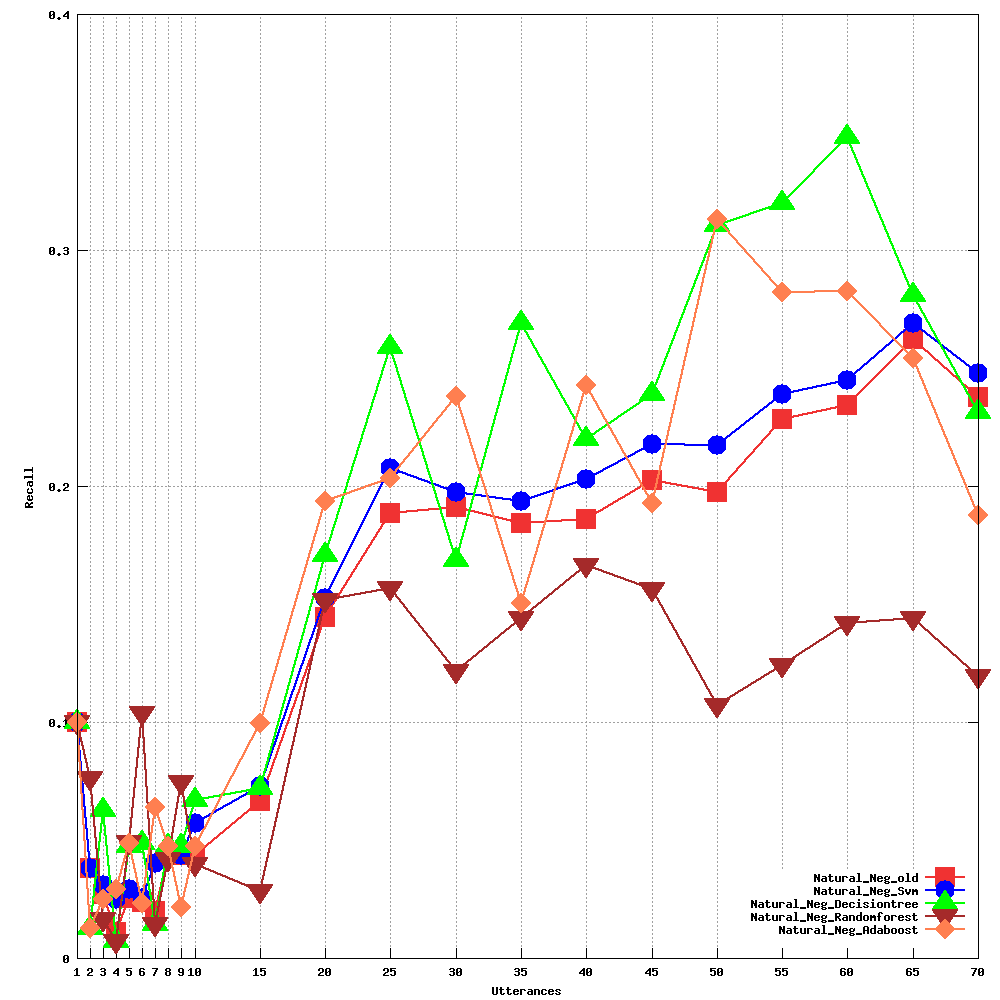 0.4
0.3
0.2
0.1
0
Recall
1 2 3 4 5 6 7 8 9 10 15 20 25 30 35 40 45 50 55 60 65 70
Utterances
Natural_Neg_old
Natural_Neg_Svm
Natural_Neg_Decisiontree
Natural_Neg_Randomforest
Natural_Neg_Adaboost